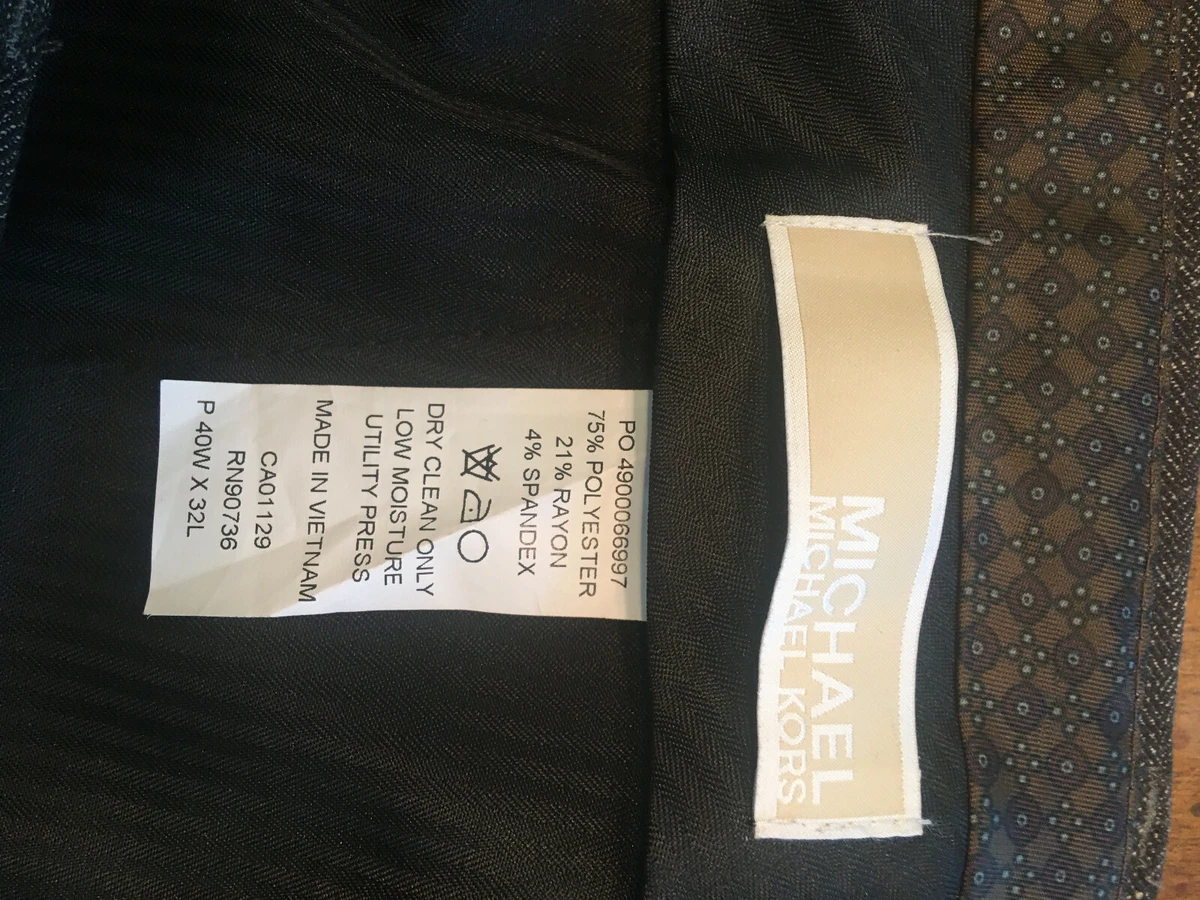 MICHAEL
MICHAEL KORS
PO 4900066997
75% POLYESTER
21% RAYON
4% SPANDEX
DRY CLEAN ONLY
LOW MOISTURE
UTILITY PRESS
MADE IN VIETNAM
CA01129
RN90736
P 40W X 32L